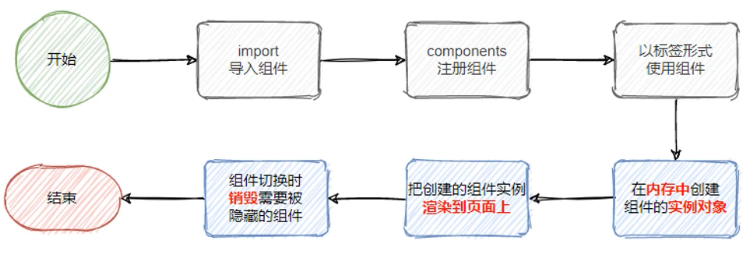 开始
import
导入组件
components
注册组件
以标签形式
使用组件
在内存中创建
组件的实例对象
把创建的组件实例
渲染到页面上
组件切换时
销毁需要被
隐藏的组件
结束